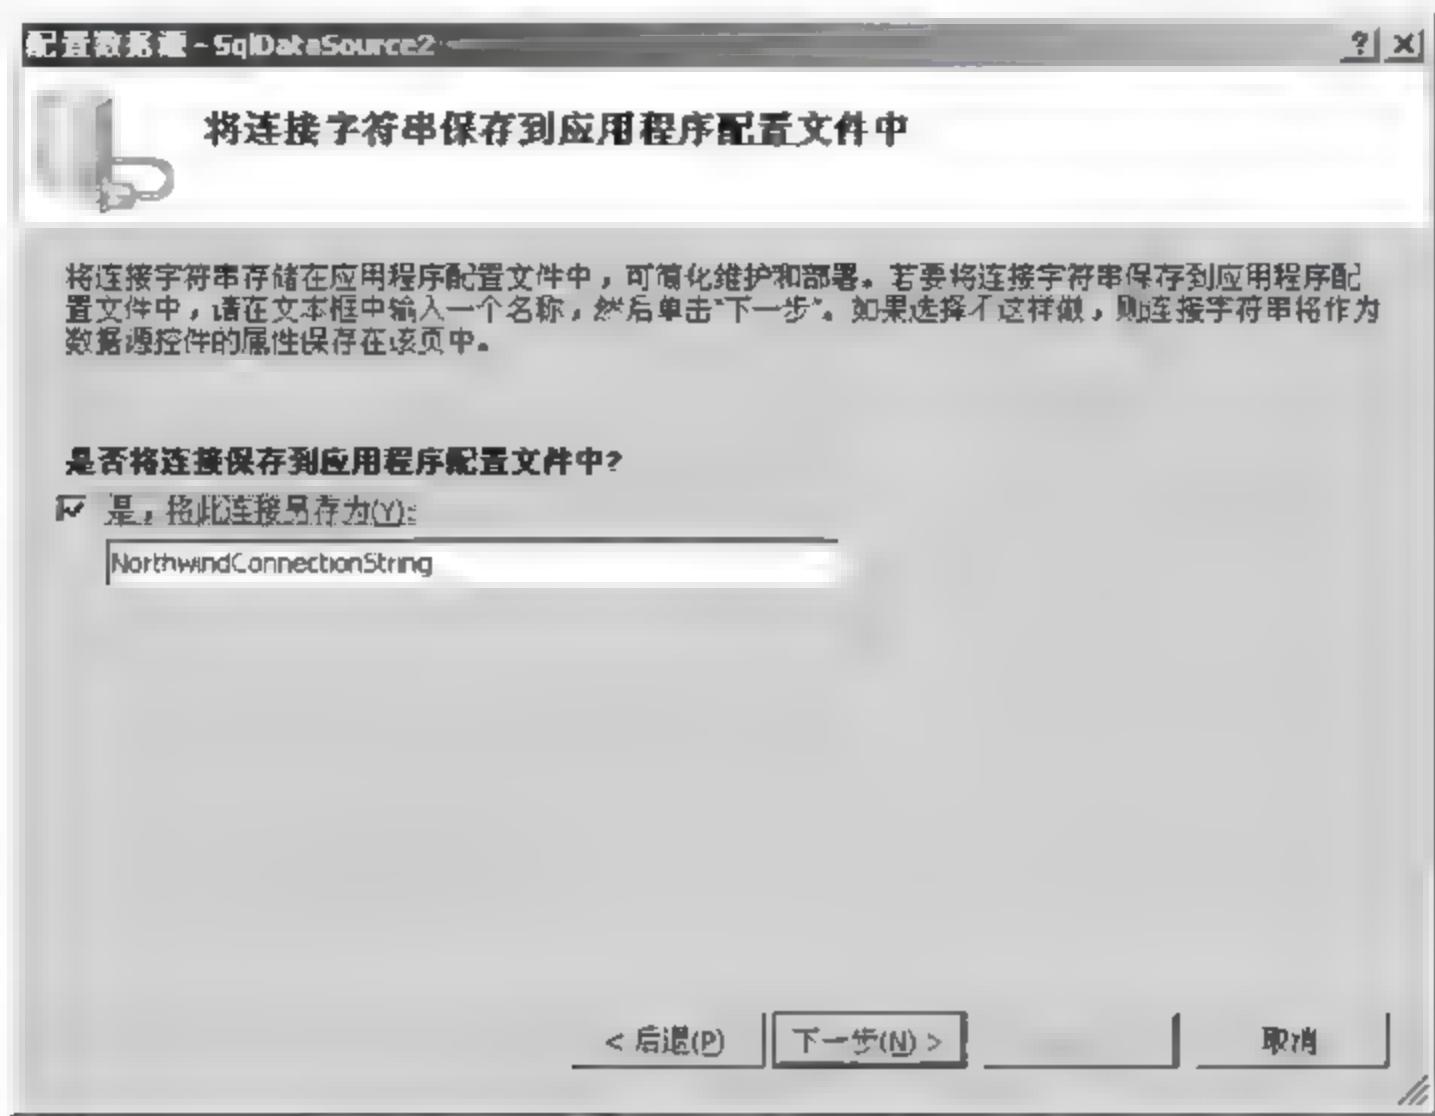 配置数据源 - SqlDataSource2
将连接字符串保存到应用程序配置文件中
将连接字符串存储在应用程序配置文件中，可简化维护和部署。若要将连接字符串保存到应用程序配
置文件中，请在文本框中输入一个名称，然后单击“下一步”。如果选择不这样做，则连接字符串将作为
数据源控件的属性保存在该页中。
是否将连接保存到应用程序配置文件中?
是，将此连接另存为(Y):
NorthwindConnectionString
< 后退(P)
下一步(N) >
取消